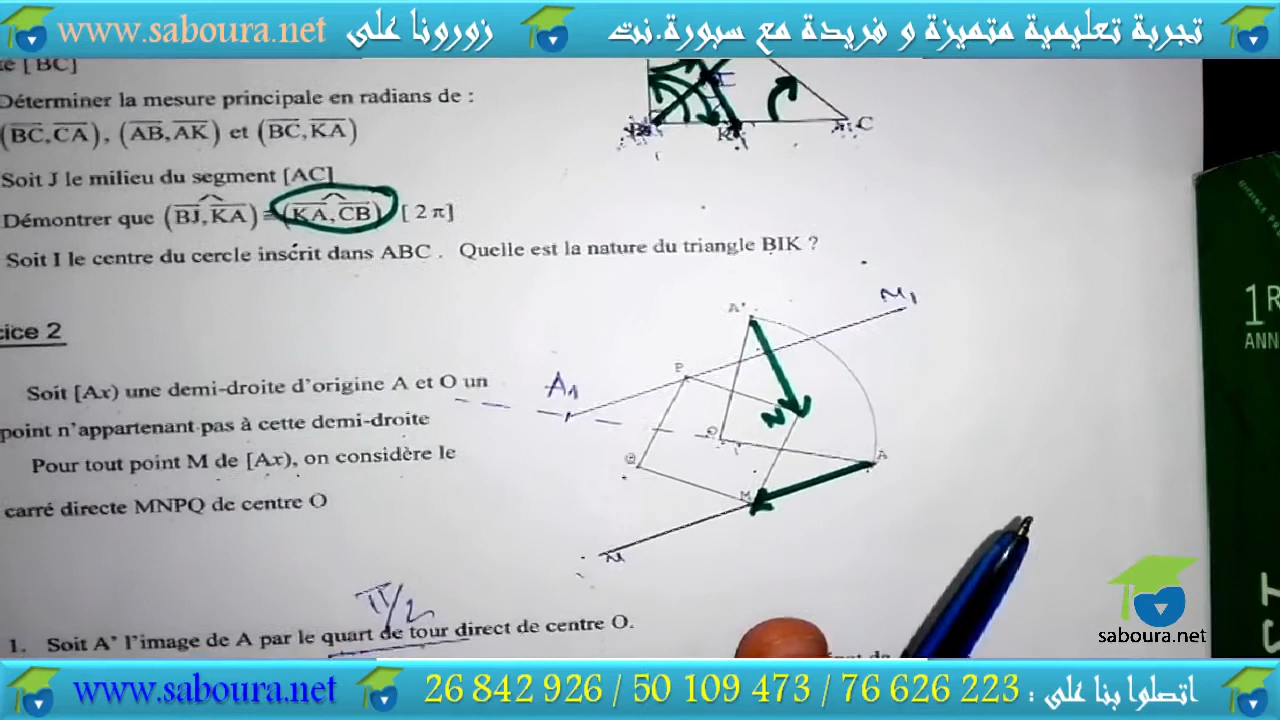 www.saboura.net زورونا على تجربة تعليمية متميزة و فريدة مع سبورة.نت
[BC]
Déterminer la mesure principale en radians de :
(BC,CA), (AB,AK) et (BC,KA)
Soit J le milieu du segment [AC]
Démontrer que (BJ,KA) ≡ (KA,CB) [2π]
Soit I le centre du cercle inscrit dans ABC . Quelle est la nature du triangle BIK ?
K C
cice 2
A' M1
P
A1
N
O
Q A
M
Soit [Ax) une demi-droite d'origine A et O un
point n'appartenant pas à cette demi-droite
Pour tout point M de [Ax), on considère le
carré directe MNPQ de centre O
π/2
1. Soit A' l'image de A par le quart de tour direct de centre O.
1R
ANN
saboura.net
www.saboura.net 26 842 926 / 50 109 473 / 76 626 223 : اتصلوا بنا على